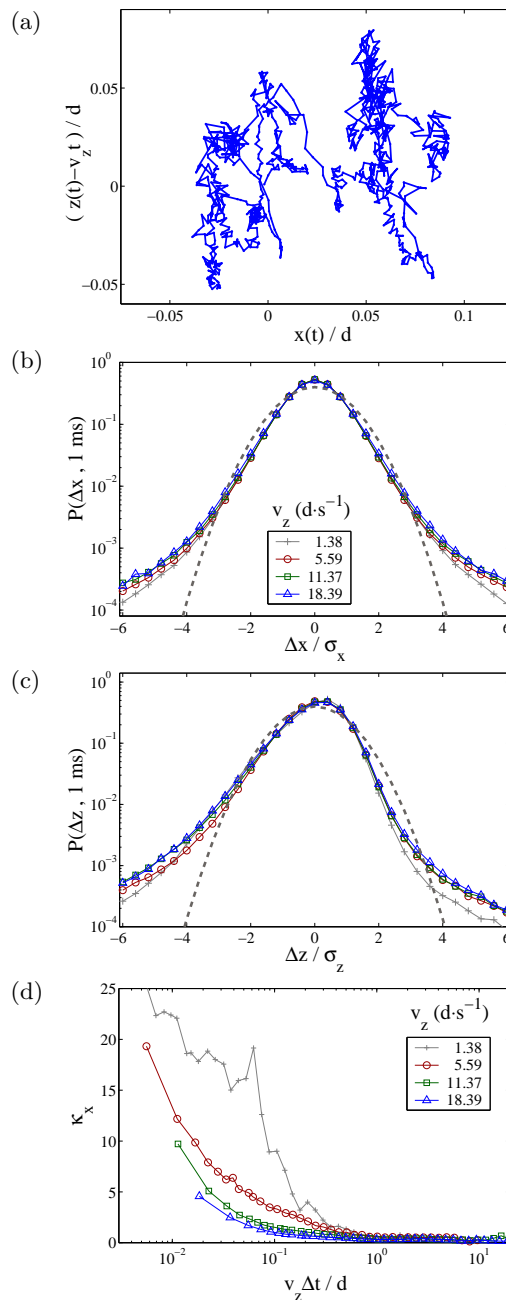 (a)
( z(t)−v_z t ) / d
0.05
0
−0.05
−0.05 0 0.05 0.1
x(t) / d
(b)
P(Δx , 1 ms)
10^0
10^−1
10^−2
10^−3
10^−4
v_z (d·s^−1)
1.38
5.59
11.37
18.39
−6 −4 −2 0 2 4 6
Δx / σ_x
(c)
P(Δz , 1 ms)
10^0
10^−1
10^−2
10^−3
10^−4
−6 −4 −2 0 2 4 6
Δz / σ_z
(d)
κ_x
25
20
15
10
5
0
v_z (d·s^−1)
1.38
5.59
11.37
18.39
10^−2 10^−1 10^0 10^1
v_z Δt / d